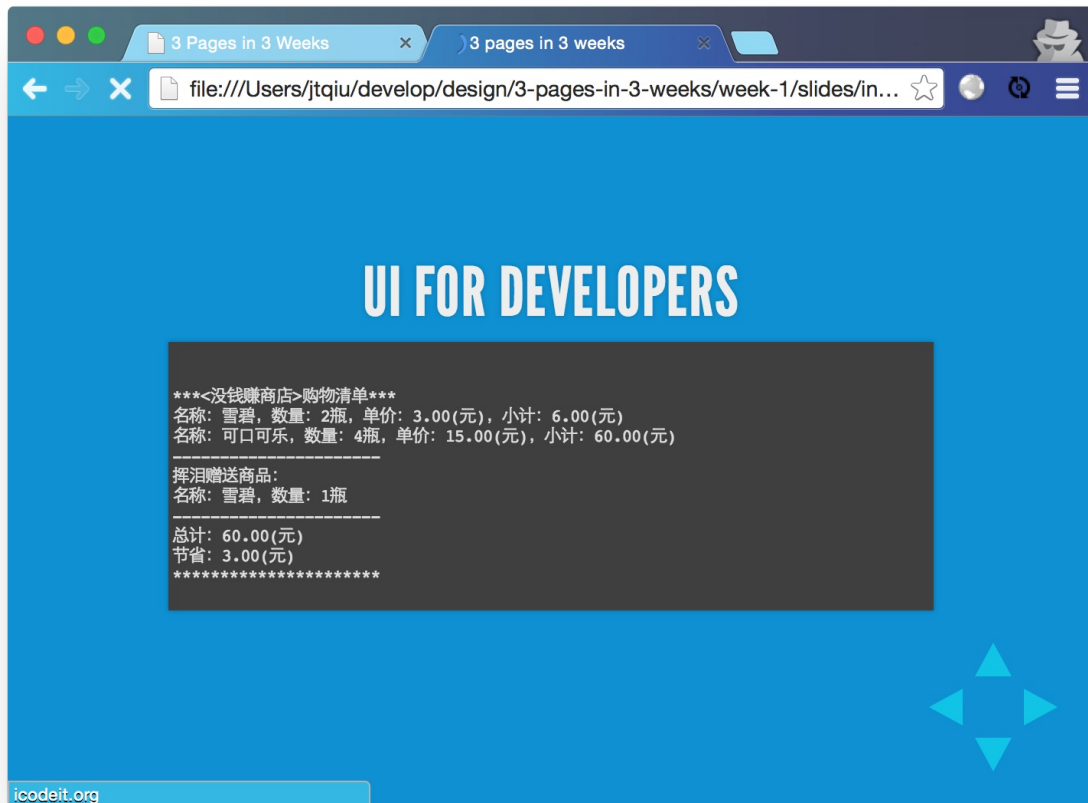 3 Pages in 3 Weeks
3 pages in 3 weeks
file:///Users/jtqiu/develop/design/3-pages-in-3-weeks/week-1/slides/in...
UI FOR DEVELOPERS
***<没钱赚商店>购物清单***
名称：雪碧，数量：2瓶，单价：3.00(元)，小计：6.00(元)
名称：可口可乐，数量：4瓶，单价：15.00(元)，小计：60.00(元)
----------------------
挥泪赠送商品：
名称：雪碧，数量：1瓶
----------------------
总计：60.00(元)
节省：3.00(元)
**********************
icodeit.org